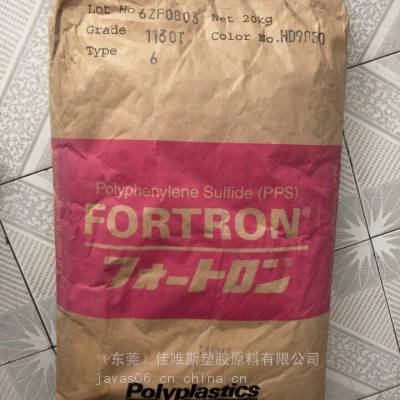 Lot No 6ZF0803 Net 20kg
Grade 1130T Color No. HD9050
Type 6
Polyphenylene Sulfide (PPS)
FORTRON®
フォートロン®
（东莞）佳唯斯塑胶原料有限公司
javas06.cn.china.cn
Polyplastics